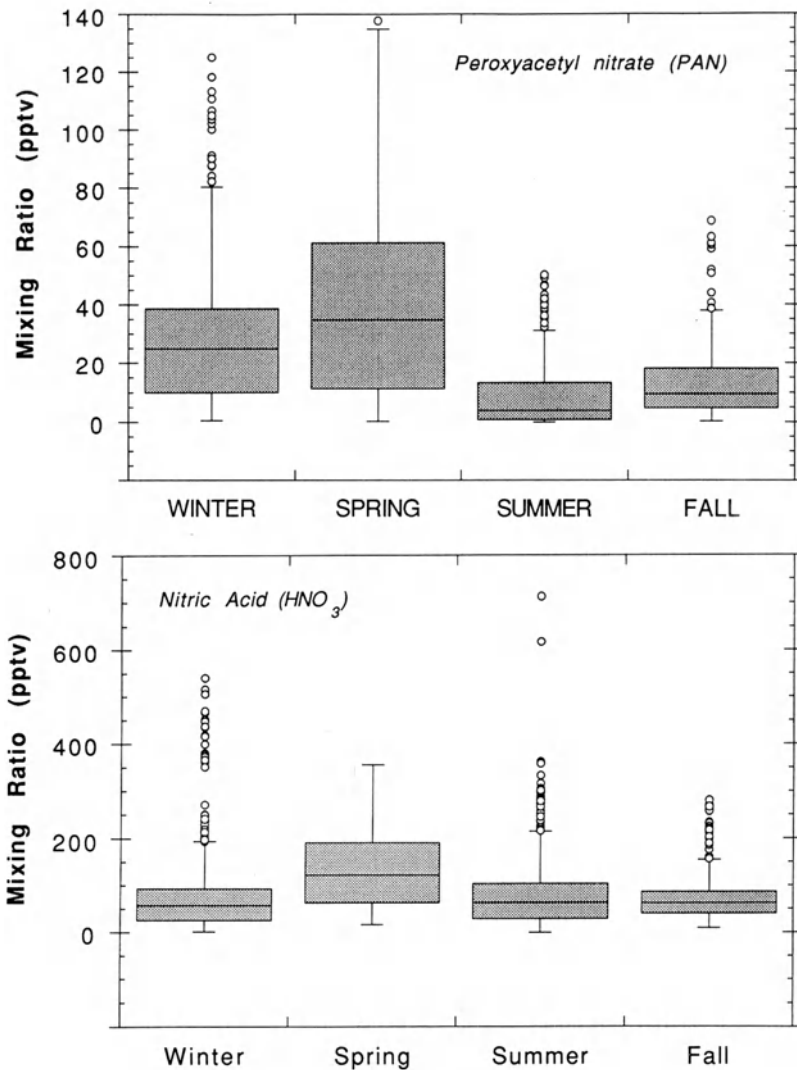 140
Peroxyacetyl nitrate (PAN)
120
100
80
60
40
20
0
Mixing Ratio (pptv)
WINTER SPRING SUMMER FALL
800
Nitric Acid (HNO3)
600
400
200
0
Mixing Ratio (pptv)
Winter Spring Summer Fall